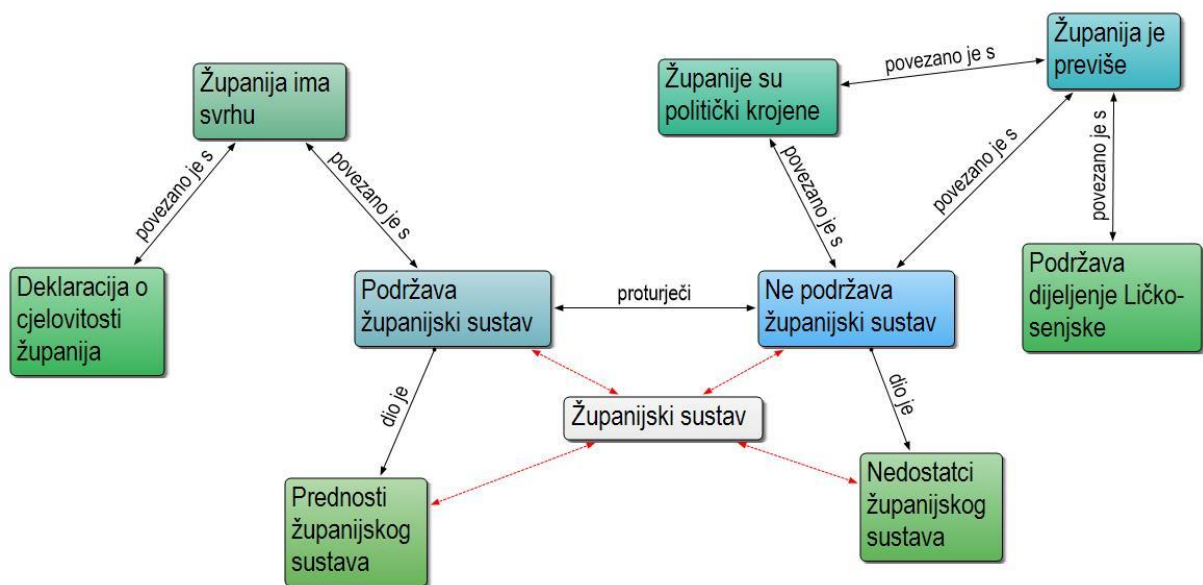 Županija ima
svrhu
Županije su
politički krojene
Županija je
previše
povezano je s
povezano je s
povezano je s
povezano je s
povezano je s
povezano je s
Deklaracija o
cjelovitosti
županija
Podržava
županijski sustav
proturječi
Ne podržava
županijski sustav
Podržava
dijeljenje Ličko-
senjske
dio je
dio je
Županijski sustav
Prednosti
županijskog
sustava
Nedostatci
županijskog
sustava